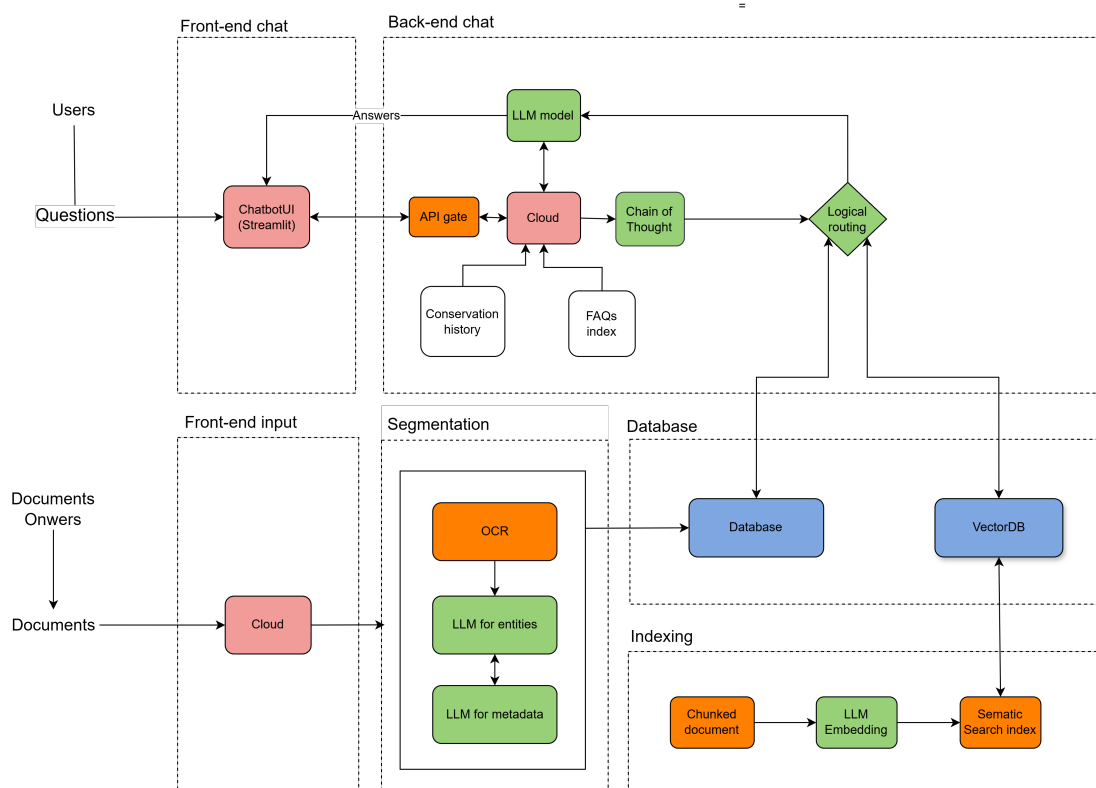 =
Front-end chat
Back-end chat
Users
Questions
Answers
LLM model
ChatbotUI
(Streamlit)
API gate
Cloud
Chain of
Thought
Logical
routing
Conservation
history
FAQs
index
Front-end input
Segmentation
Database
Documents
Onwers
Documents
Cloud
OCR
LLM for entities
LLM for metadata
Database
VectorDB
Indexing
Chunked
document
LLM
Embedding
Sematic
Search index